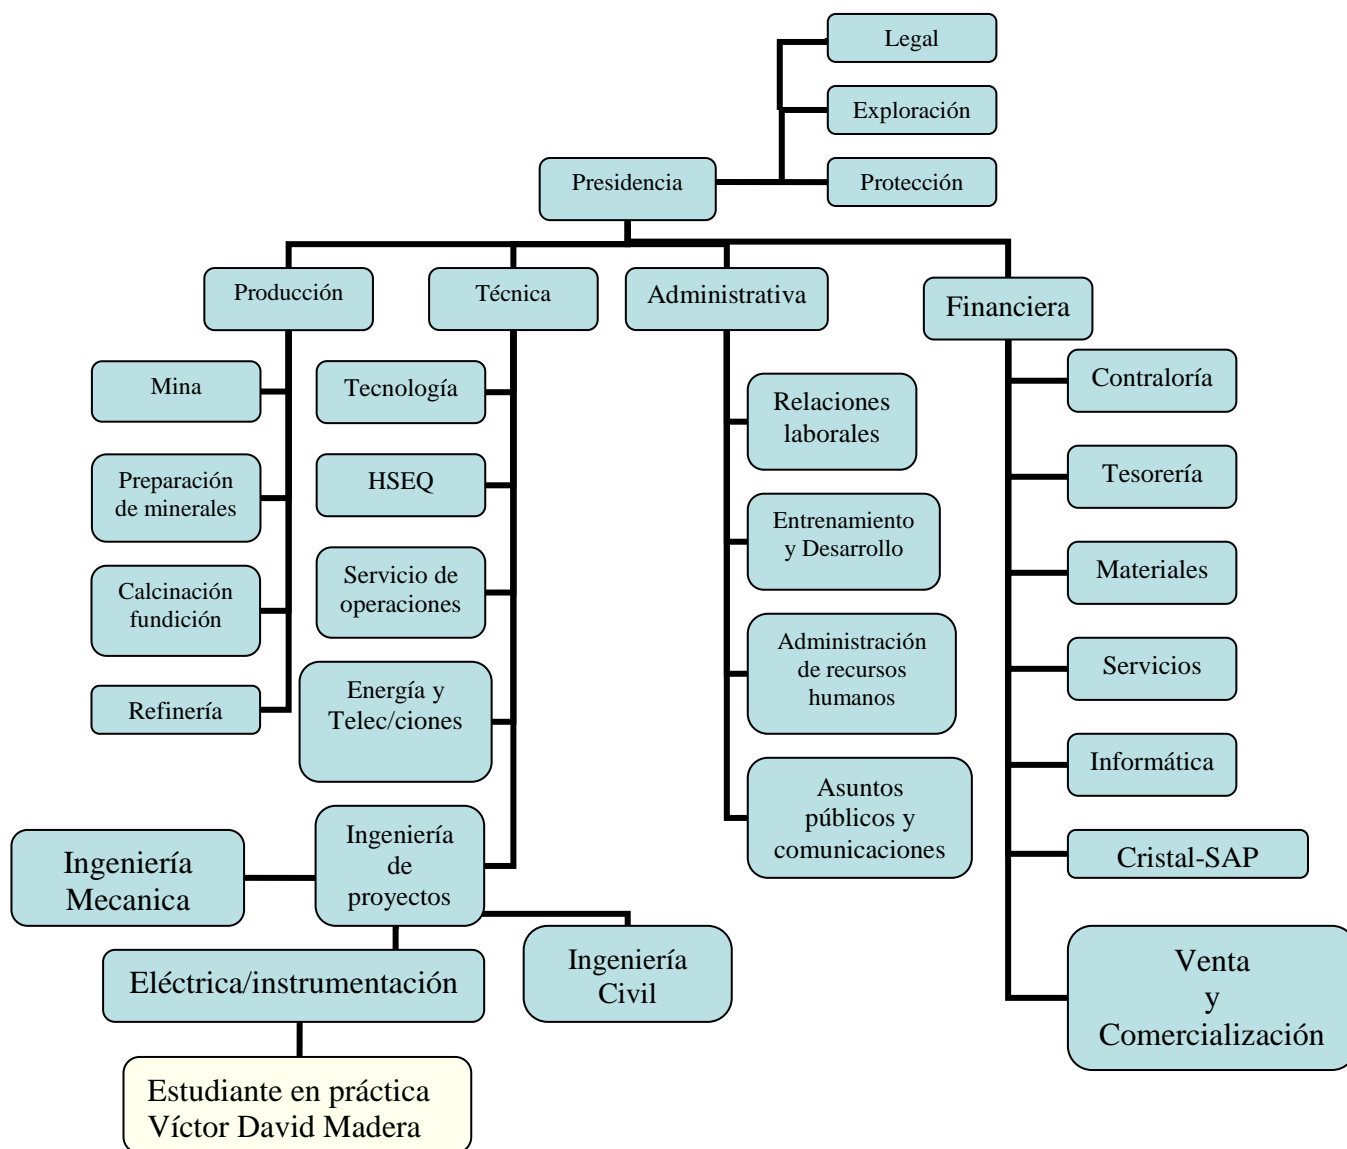 Legal
Exploración
Presidencia
Protección
Producción
Técnica
Administrativa
Financiera
Mina
Preparación
de minerales
Calcinación
fundición
Refinería
Tecnología
HSEQ
Servicio de
operaciones
Energía y
Telec/ciones
Ingeniería
de
proyectos
Ingeniería
Mecanica
Eléctrica/instrumentación
Ingeniería
Civil
Estudiante en práctica
Víctor David Madera
Relaciones
laborales
Entrenamiento
y Desarrollo
Administración
de recursos
humanos
Asuntos
públicos y
comunicaciones
Contraloría
Tesorería
Materiales
Servicios
Informática
Cristal-SAP
Venta
y
Comercialización